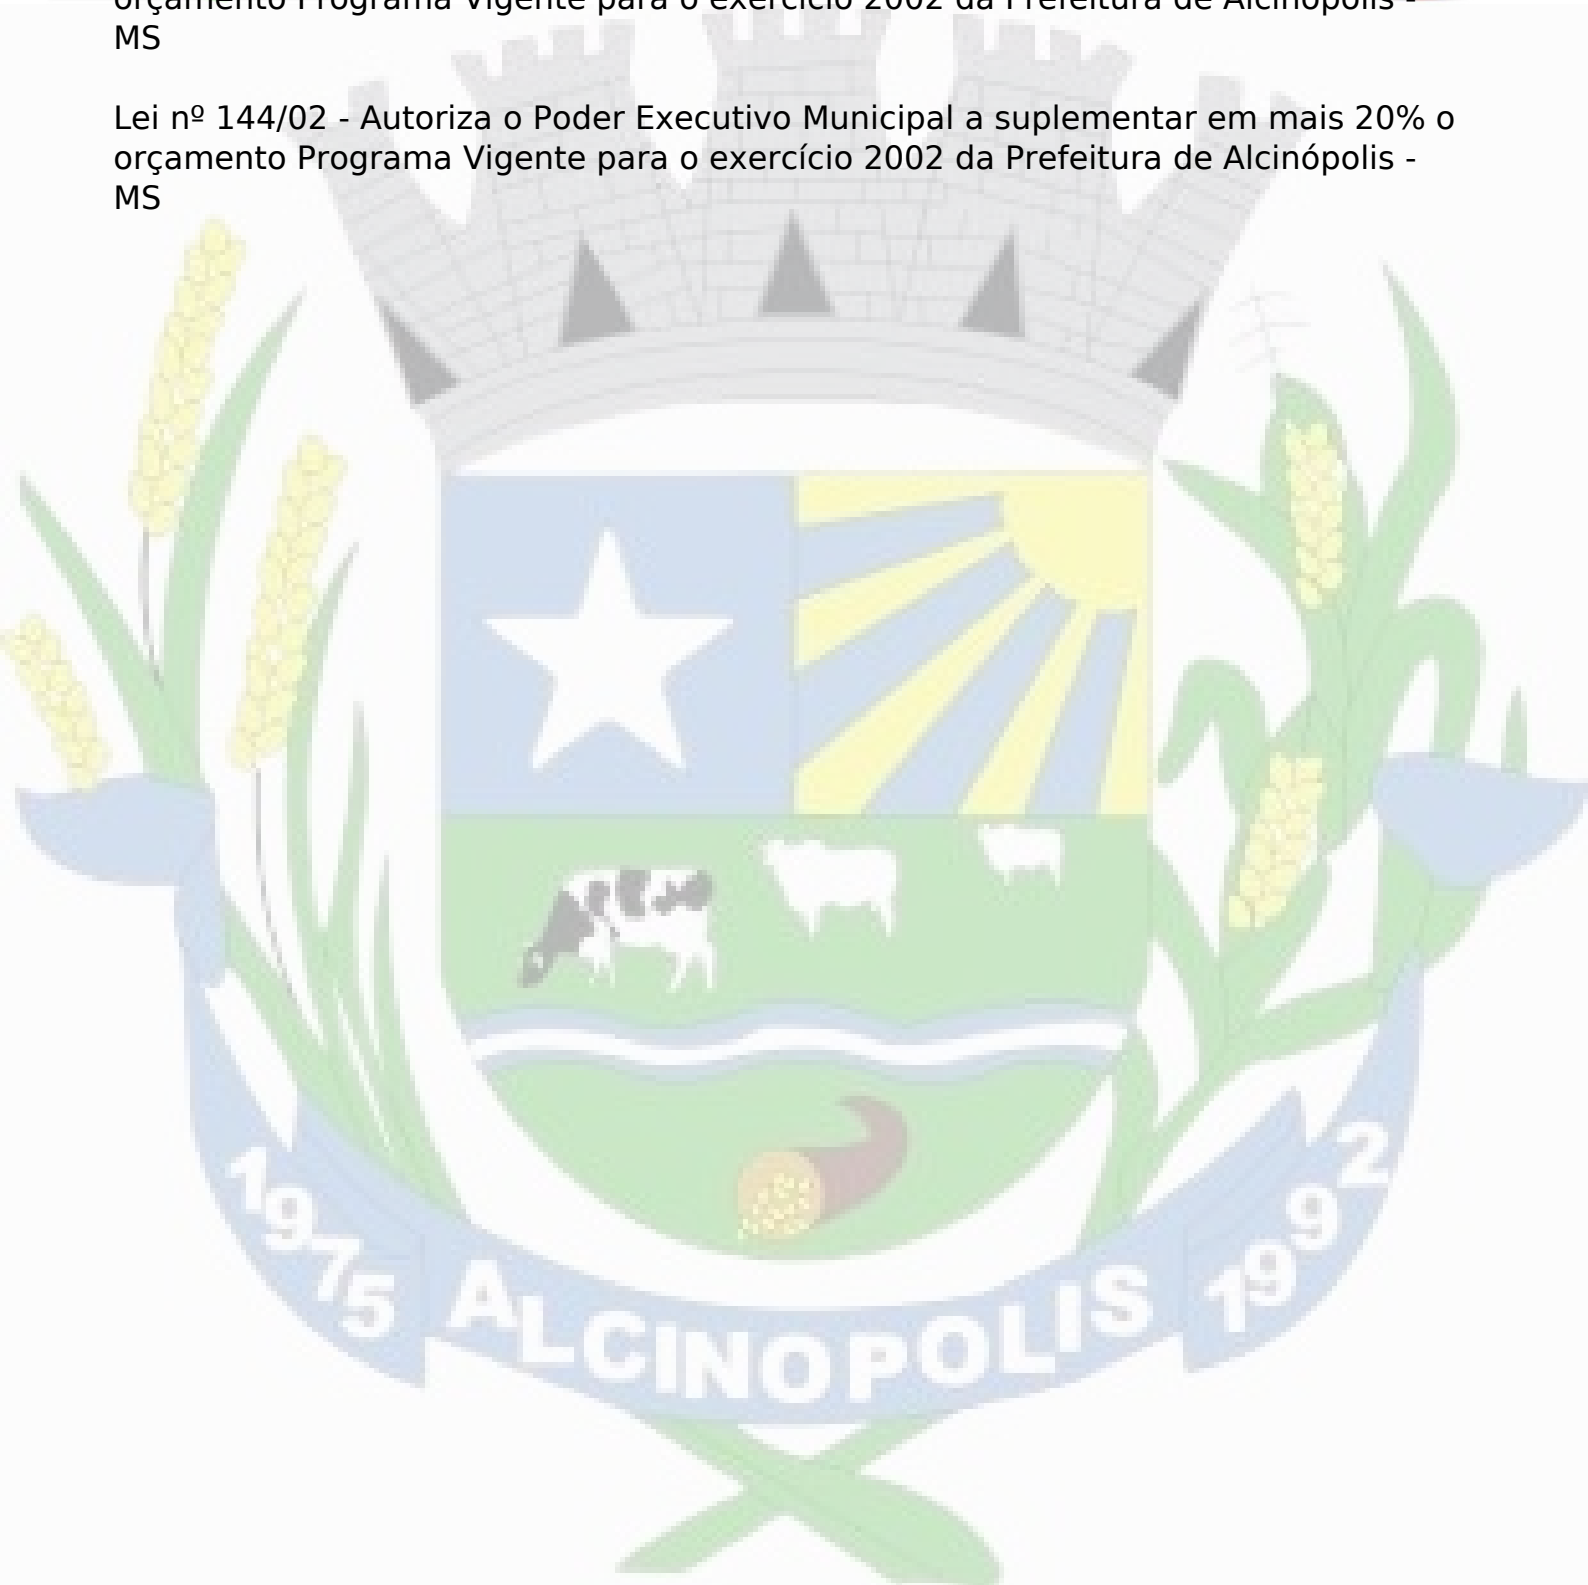 orçamento Programa Vigente para o exercício 2002 da Prefeitura de Alcinópolis -
MS
Lei nº 144/02 - Autoriza o Poder Executivo Municipal a suplementar em mais 20% o
orçamento Programa Vigente para o exercício 2002 da Prefeitura de Alcinópolis -
MS
1975 ALCINOPOLIS 1992